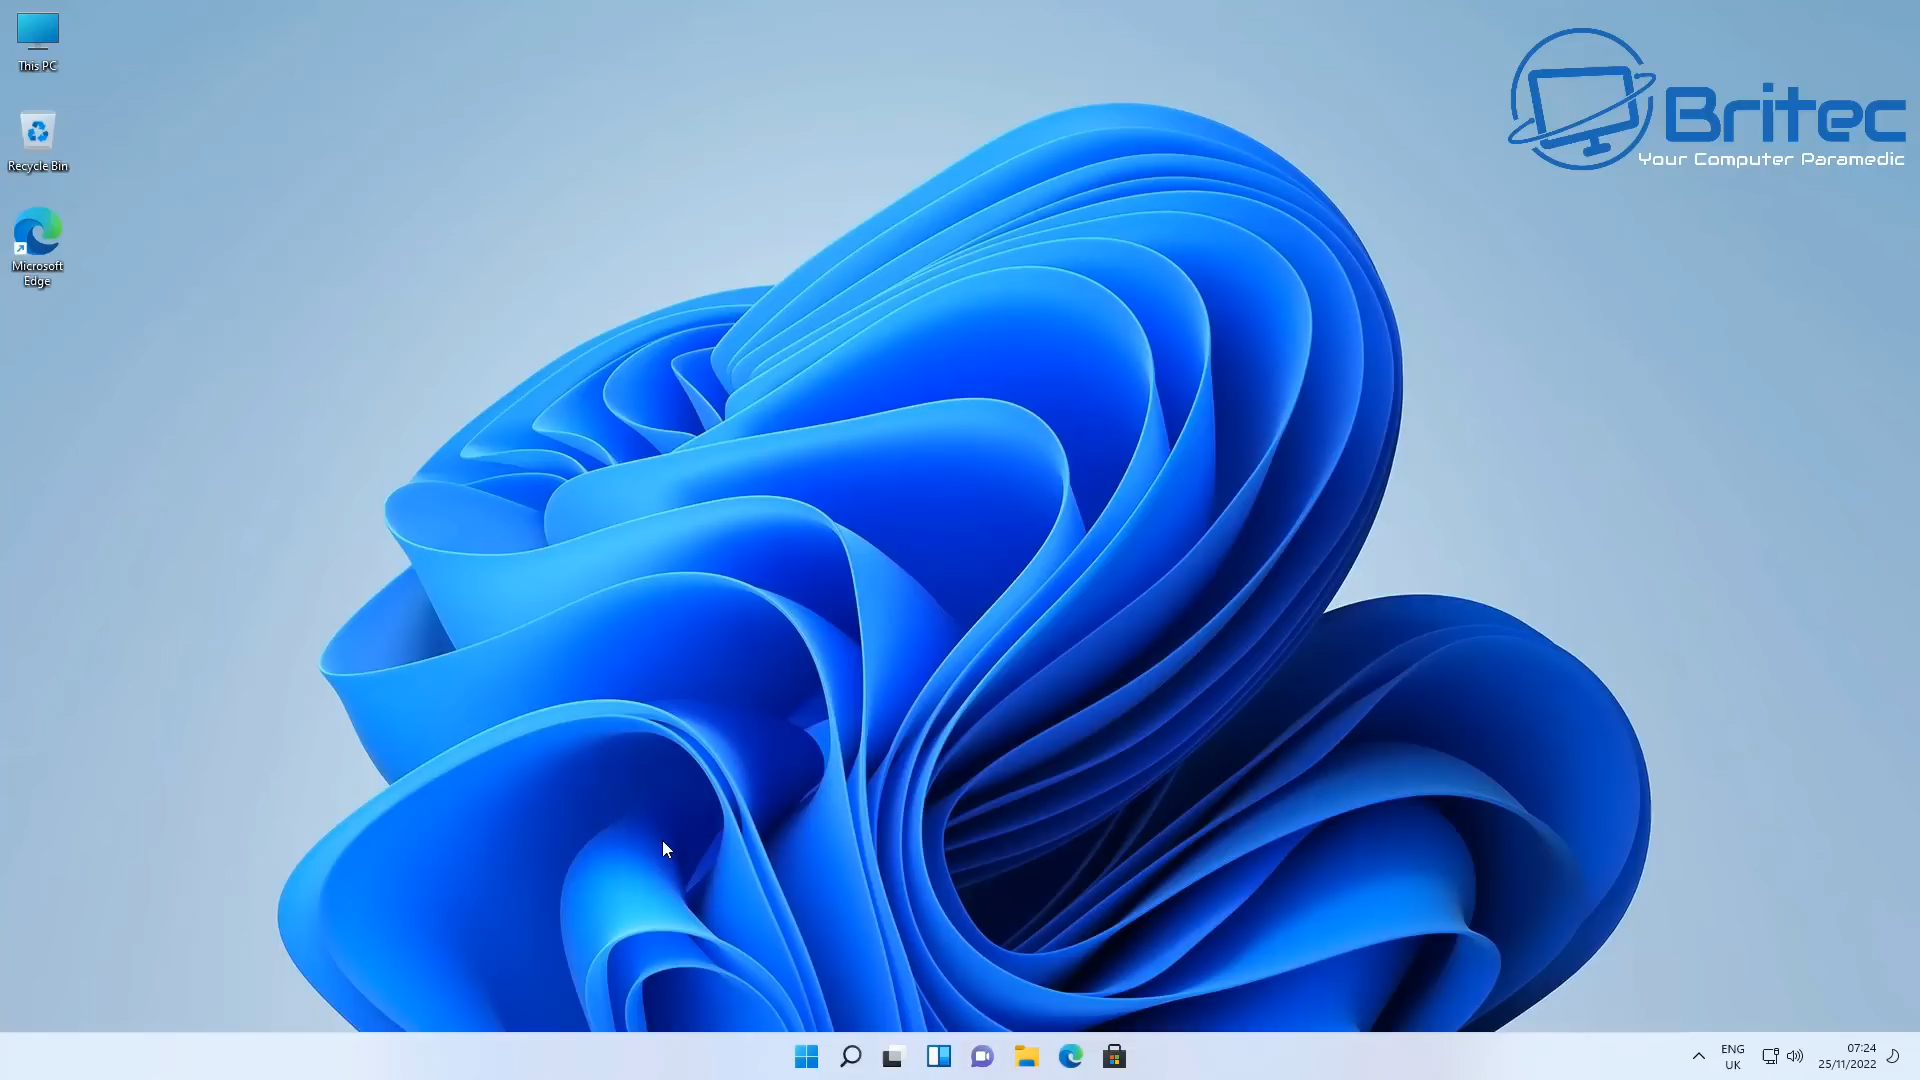 This PC
Recycle Bin
Microsoft
Edge
Britec
Your Computer Paramedic
ENG
UK
07:24
25/11/2022